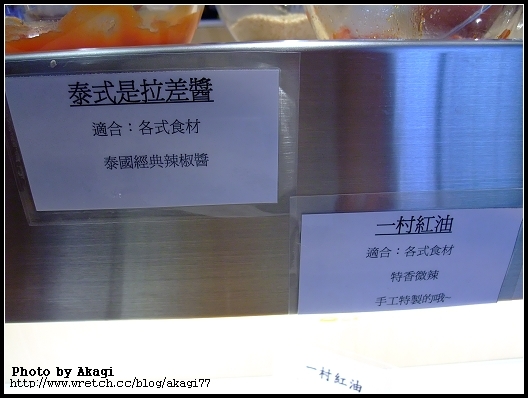 泰式是拉差醬
適合：各式食材
泰國經典辣椒醬
一村紅油
適合：各式食材
特香微辣
手工特製的哦~
一村紅油
Photo by Akagi
http://www.wretch.cc/blog/akagi77